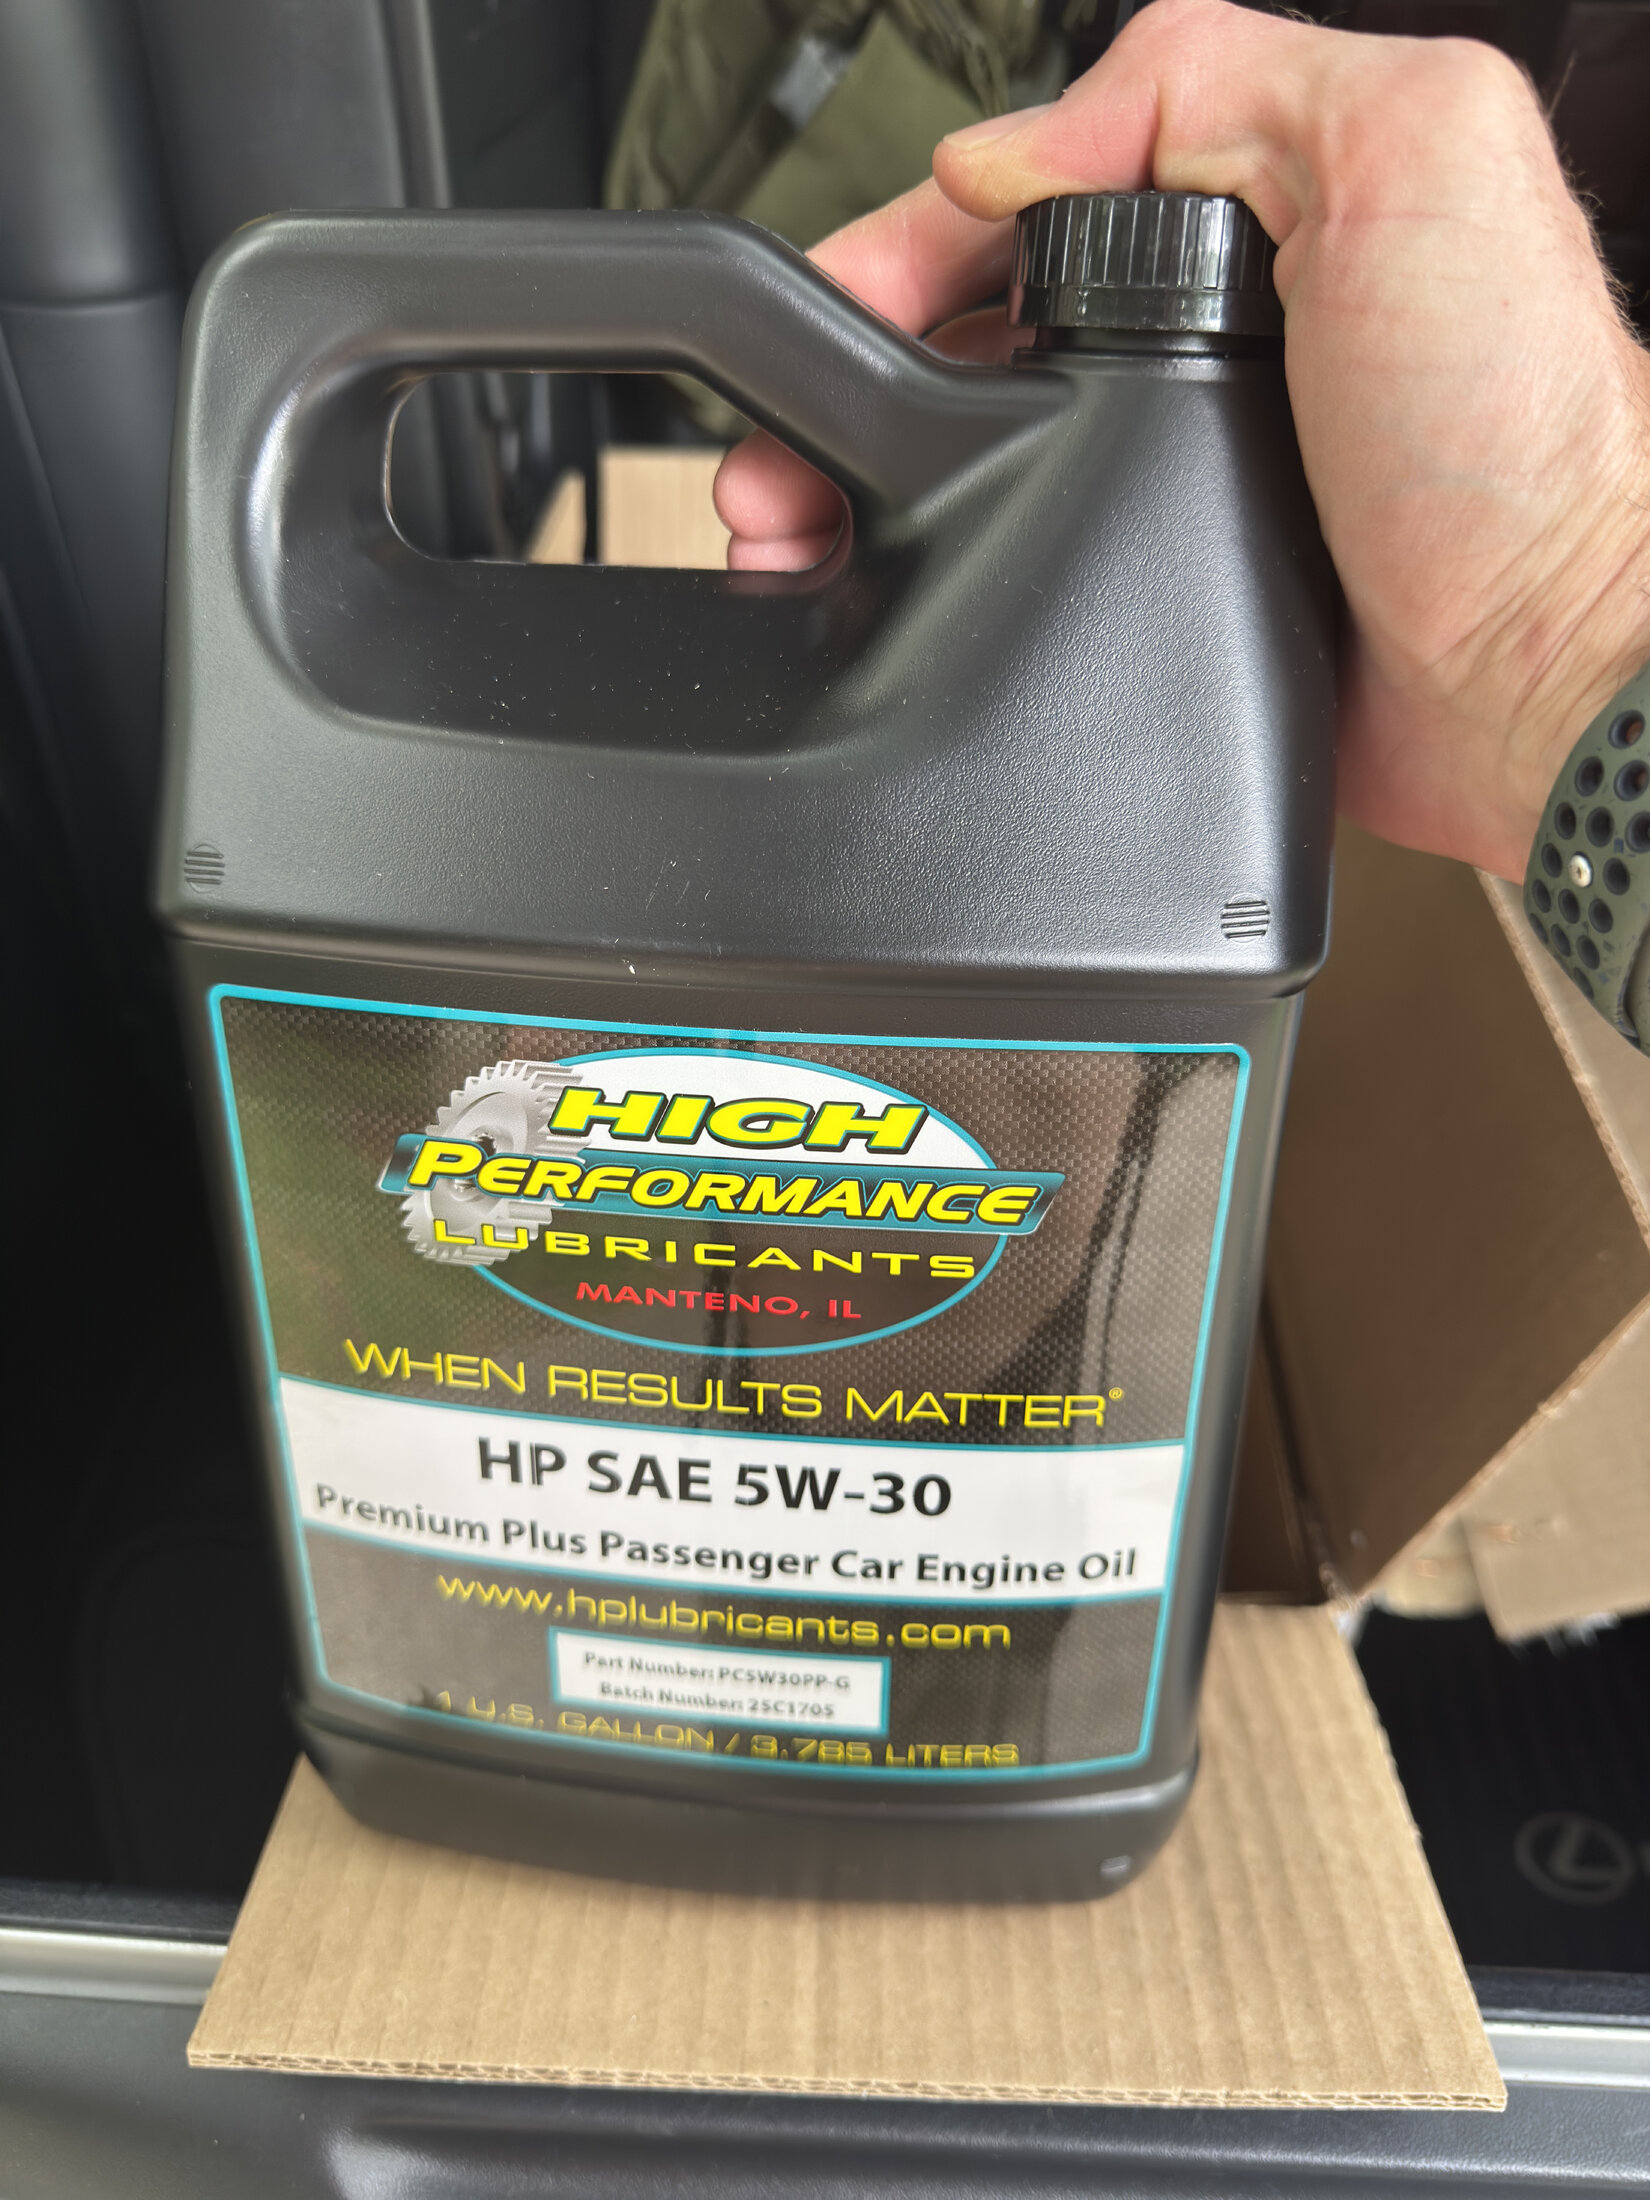 HIGH
PERFORMANCE
LUBRICANTS
MANTENO, IL
WHEN RESULTS MATTER®
HP SAE 5W-30
Premium Plus Passenger Car Engine Oil
www.hplubricants.com
Part Number: PC5W30PP-G
Batch Number: 25C1705
1 U.S. GALLON / 3.785 LITERS